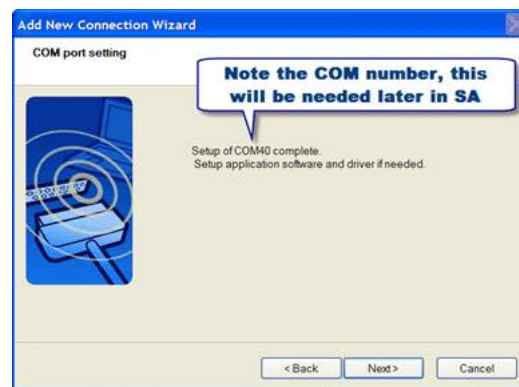 Add New Connection Wizard
COM port setting
Note the COM number, this
will be needed later in SA
Setup of COM40 complete.
Setup application software and driver if needed.
< Back
Next >
Cancel